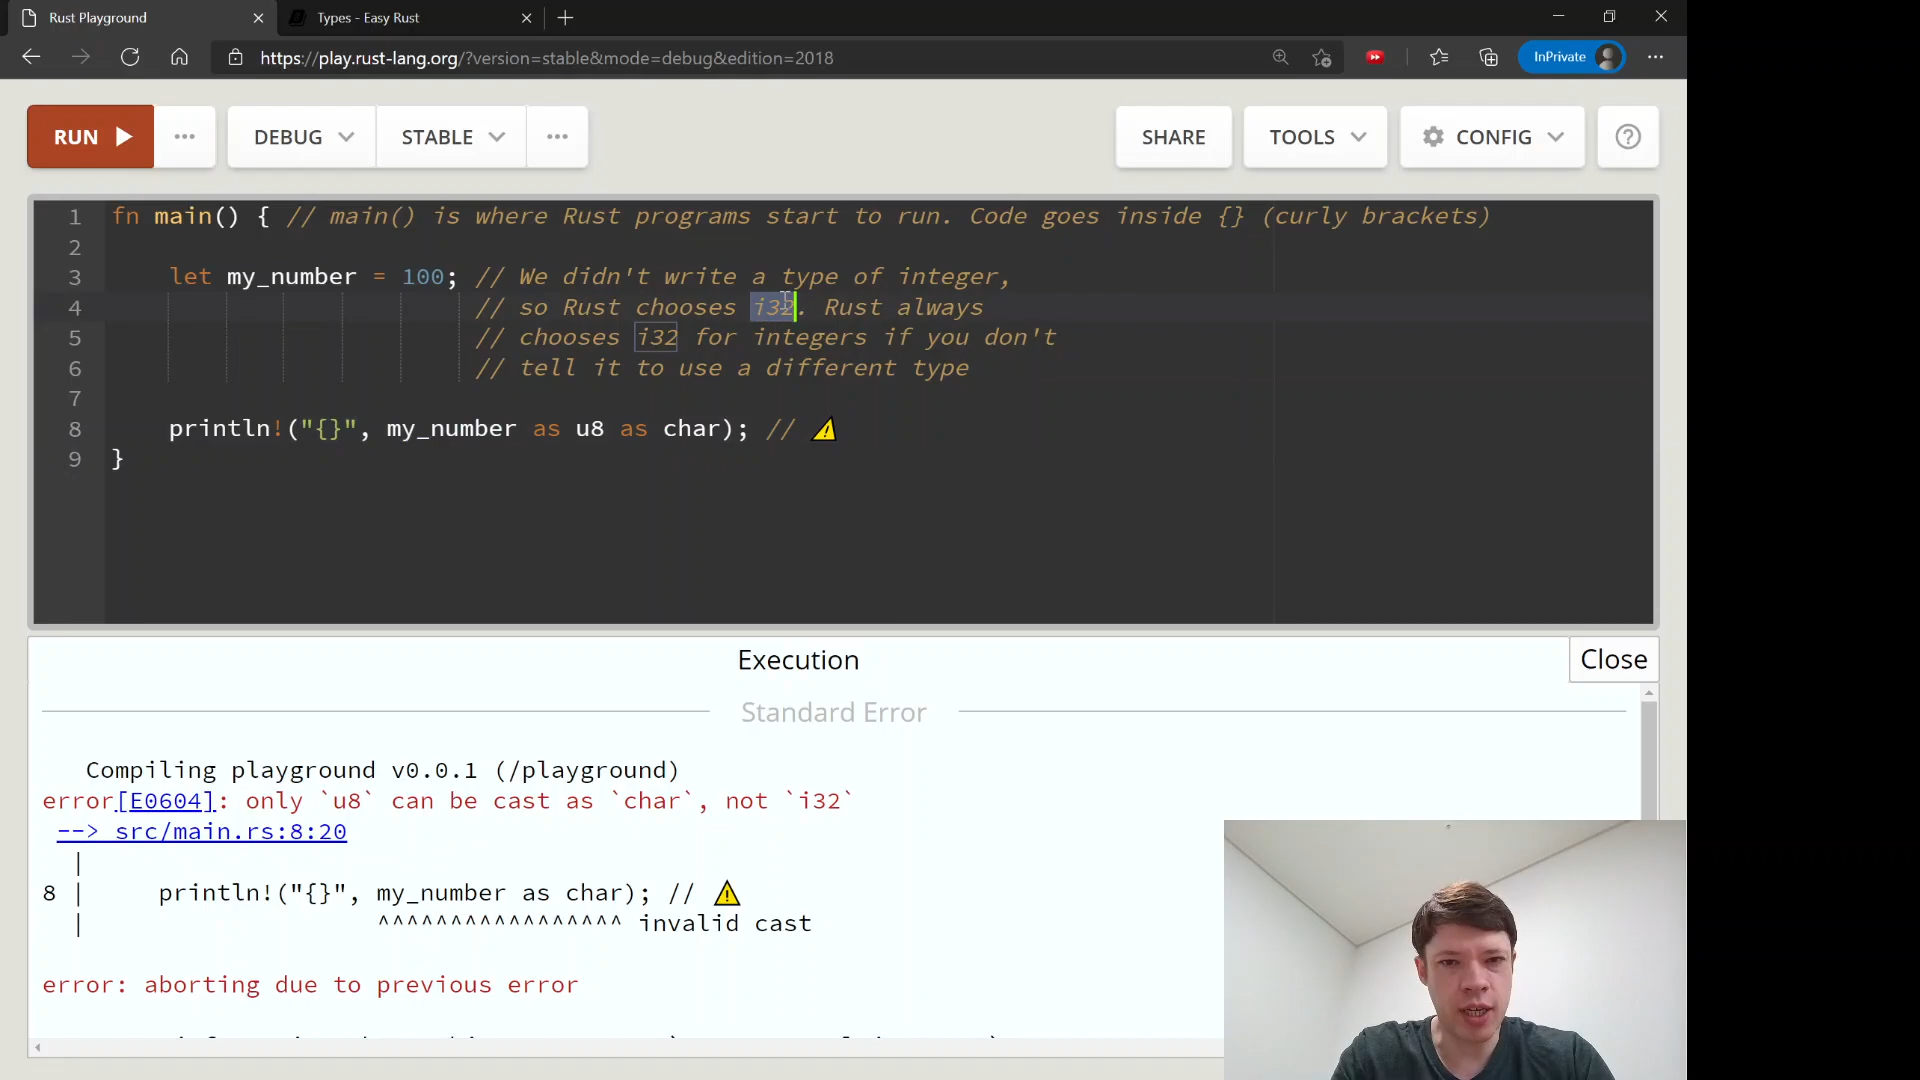 Rust Playground
Types - Easy Rust
https://play.rust-lang.org/?version=stable&mode=debug&edition=2018
InPrivate
RUN
DEBUG
STABLE
SHARE
TOOLS
CONFIG
1 fn main() { // main() is where Rust programs start to run. Code goes inside {} (curly brackets)
2
3 let my_number = 100; // We didn't write a type of integer,
4 // so Rust chooses i32. Rust always
5 // chooses i32 for integers if you don't
6 // tell it to use a different type
7
8 println!("{}", my_number as u8 as char); // ⚠
9 }
Execution
Close
Standard Error
Compiling playground v0.0.1 (/playground)
error[E0604]: only `u8` can be cast as `char`, not `i32`
--> src/main.rs:8:20
|
8 | println!("{}", my_number as char); // ⚠
| ^^^^^^^^^^^^^^^^^ invalid cast
error: aborting due to previous error